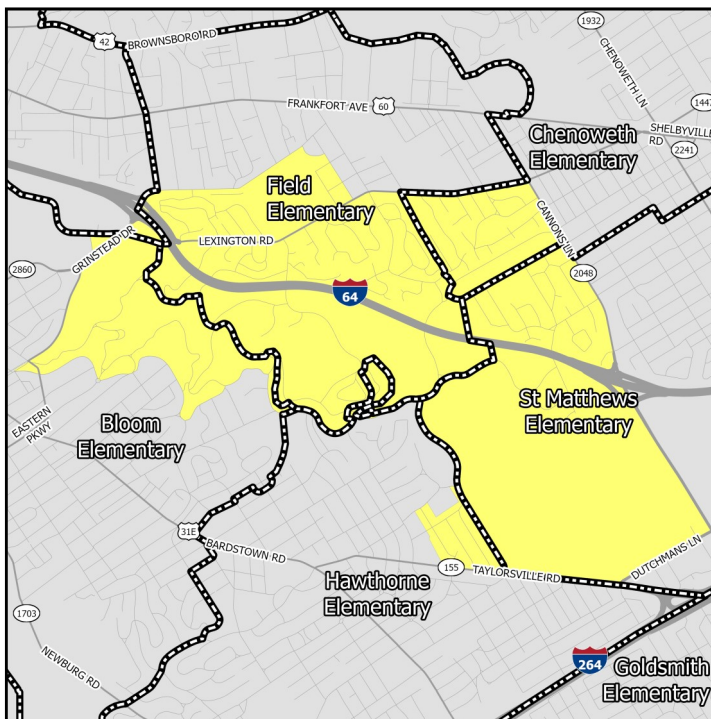 1932
42
BROWNSBORO RD
CHENOWETH LN
FRANKFORT AVE
60
1447
SHELBYVILLE
RD
2241
Chenoweth
Elementary
Field
Elementary
CANNONS LN
GRINSTEAD DR
LEXINGTON RD
2860
2048
64
St Matthews
Elementary
EASTERN
PKWY
Bloom
Elementary
31E
BARDSTOWN RD
DUTCHMANS LN
155
TAYLORSVILLE RD
Hawthorne
Elementary
1703
NEWBURG RD
264
Goldsmith
Elementary